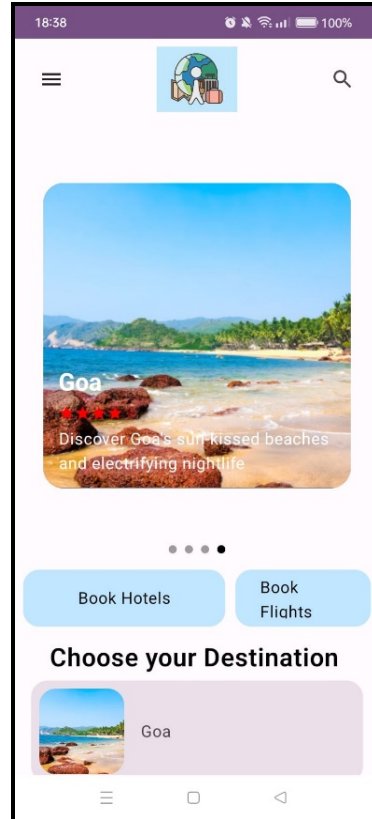 18:38
100%
Goa
Discover Goa's sun-kissed beaches
and electrifying nightlife
Book Hotels
Book
Flights
Choose your Destination
Goa